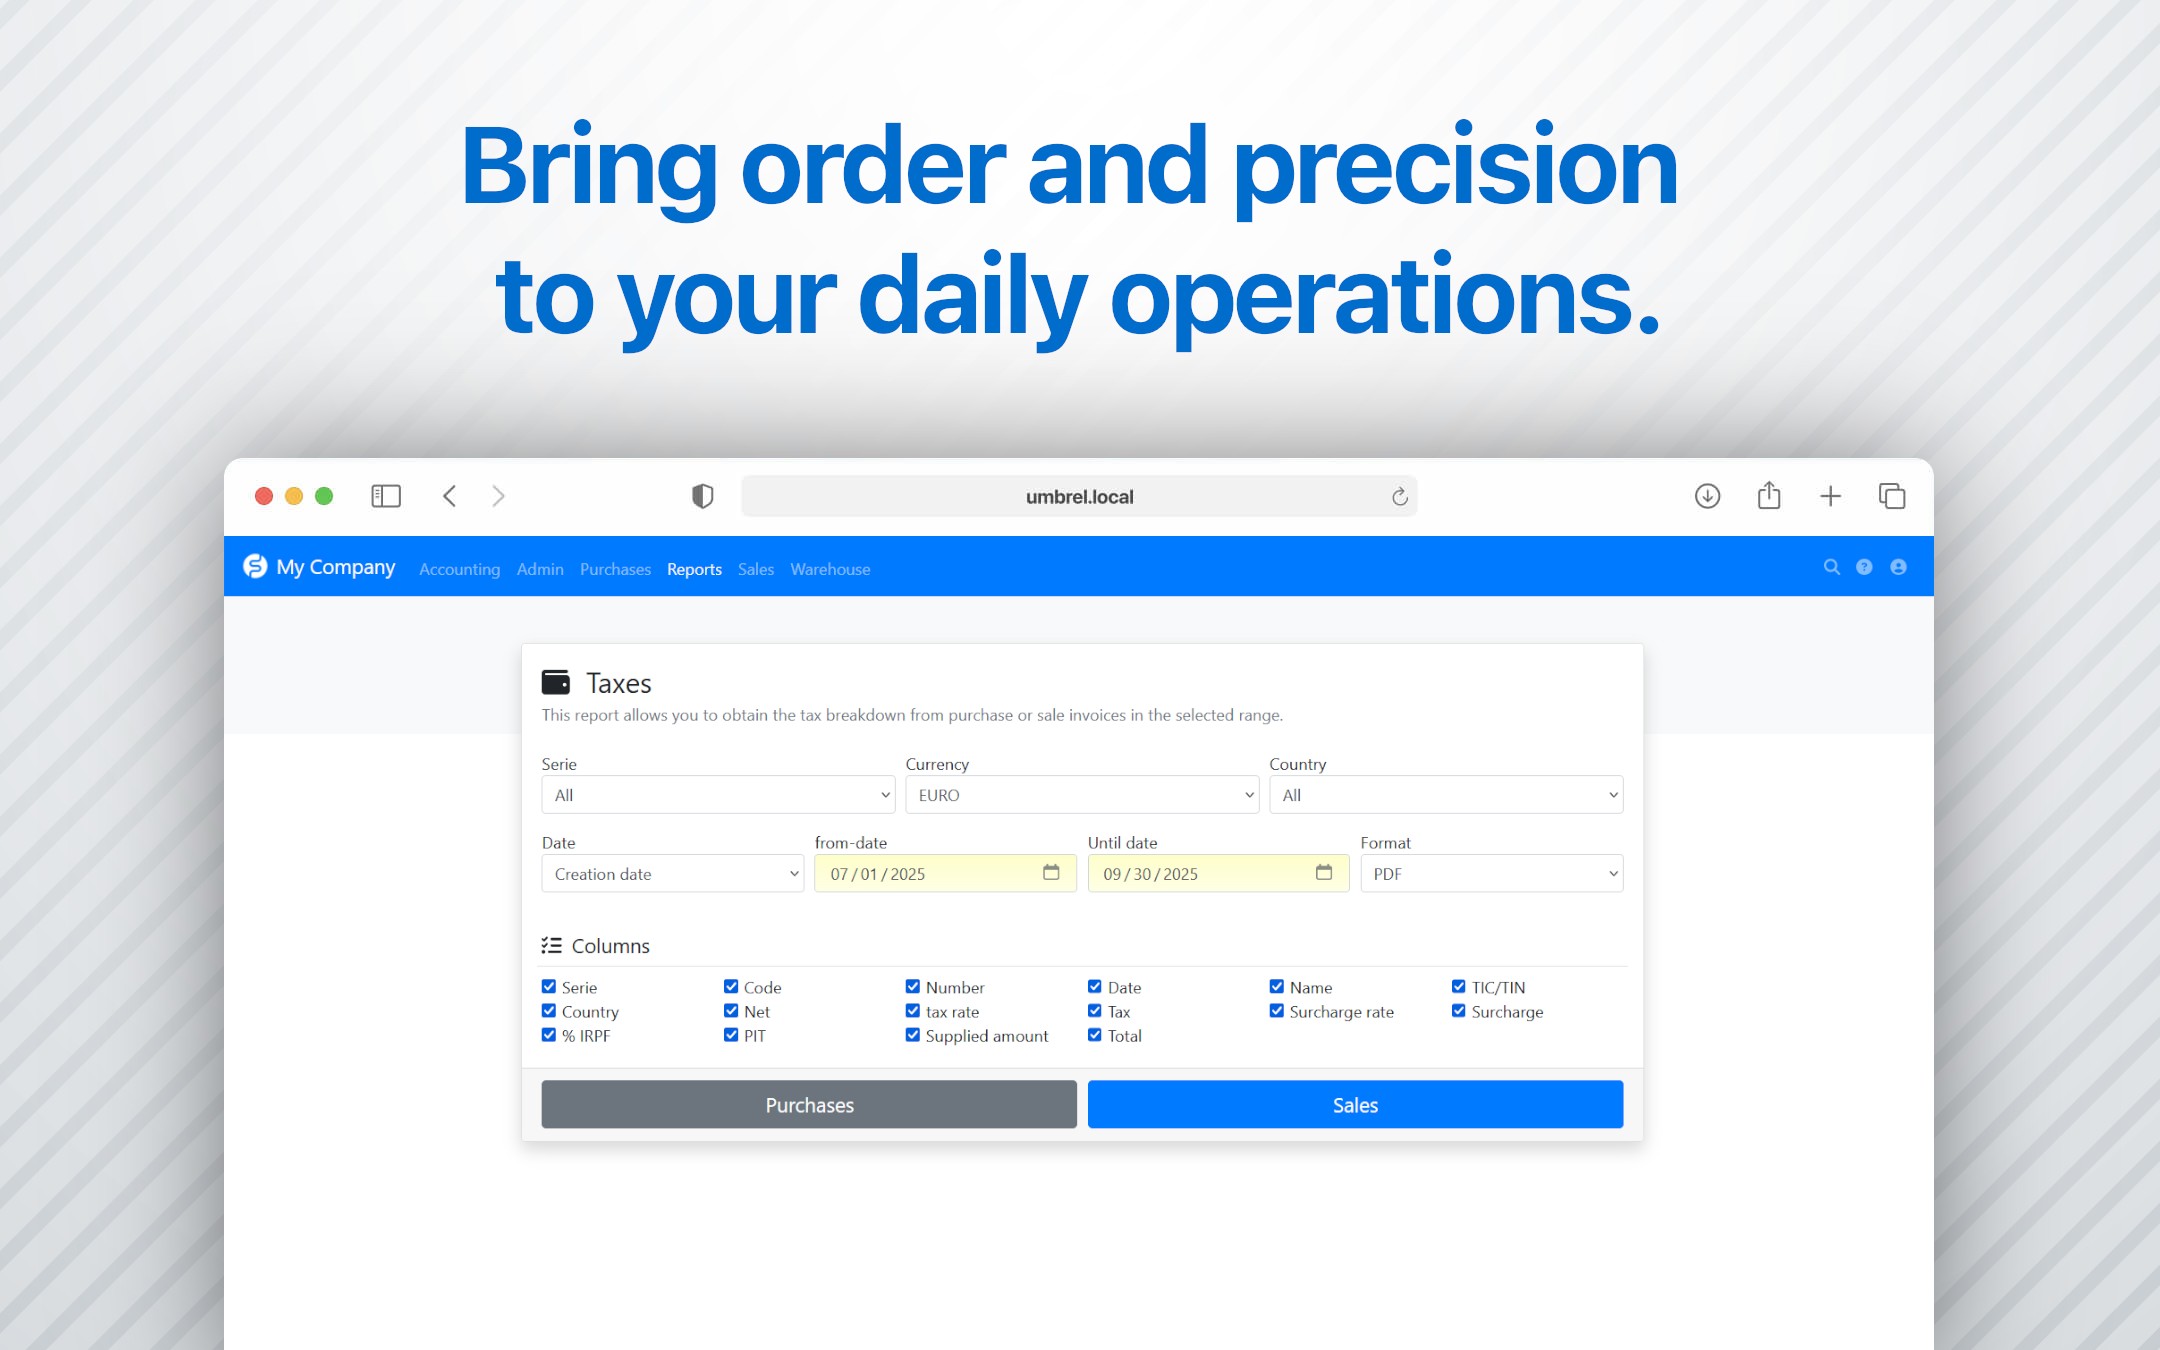 Bring order and precision
to your daily operations.
umbrel.local
My Company Accounting Admin Purchases Reports Sales Warehouse
Taxes
This report allows you to obtain the tax breakdown from purchase or sale invoices in the selected range.
Serie Currency Country
All EURO All
Date from-date Until date Format
Creation date 07/01/2025 09/30/2025 PDF
Columns
Serie Code Number Date Name TIC/TIN
Country Net tax rate Tax Surcharge rate Surcharge
% IRPF PIT Supplied amount Total
Purchases Sales